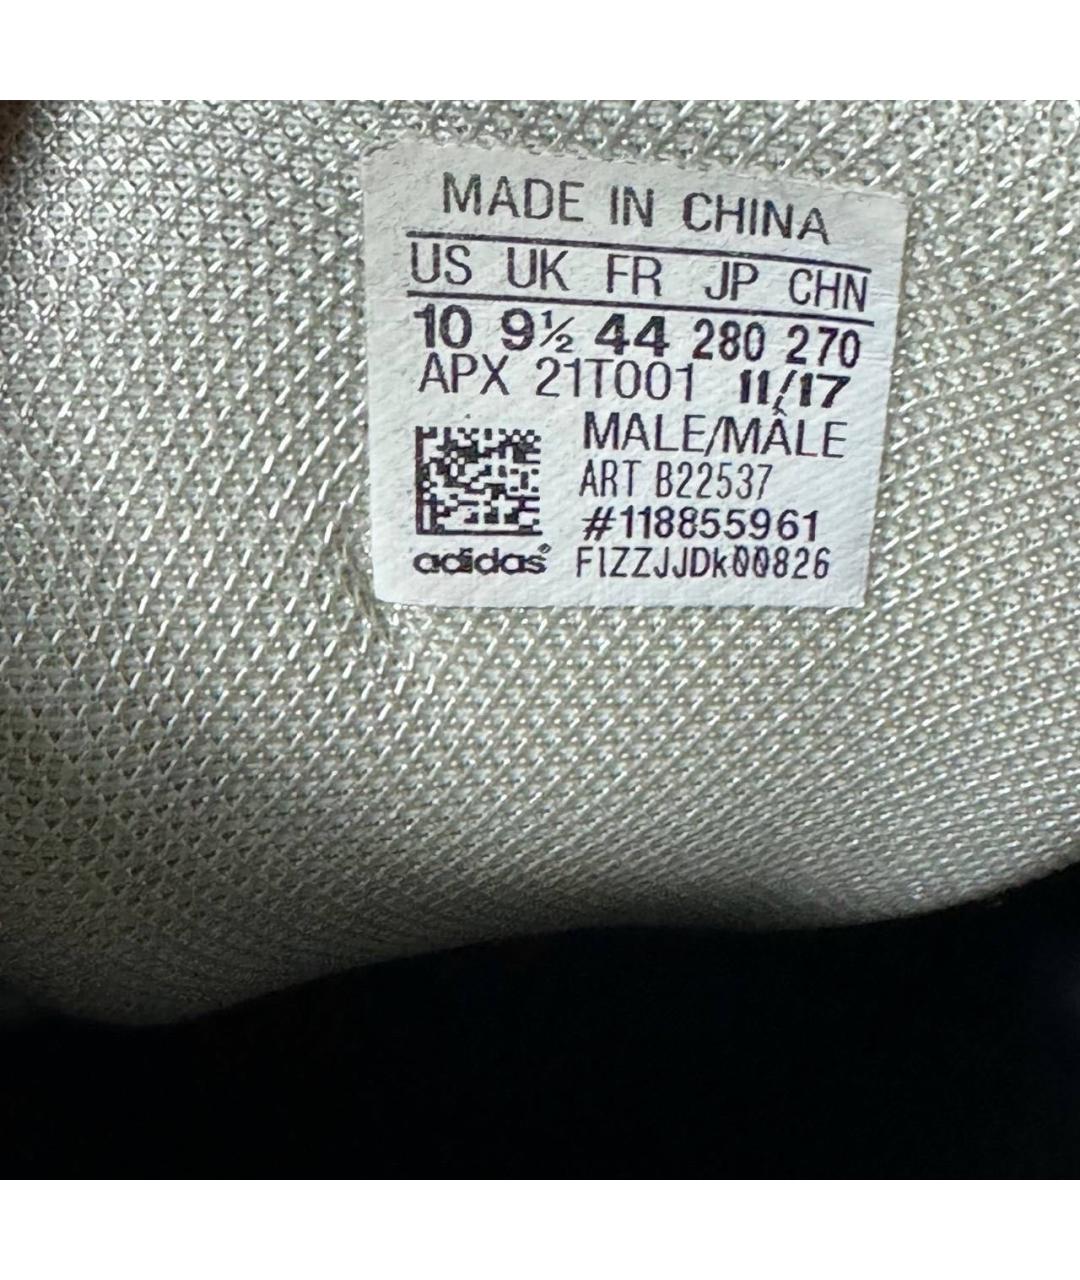 MADE IN CHINA
US UK FR JP CHN
10 9½ 44 280 270
APX 21T001 11/17
MALE/MÂLE
ART B22537
#118855961
adidas® F1ZZJJDk00826